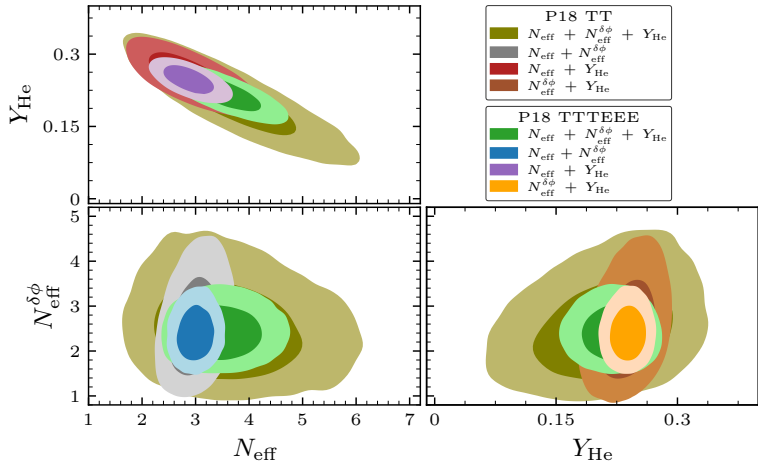 0.3
0.15
0
Y_He
P18 TT
N_eff + N_eff^δϕ + Y_He
N_eff + N_eff^δϕ
N_eff + Y_He
N_eff^δϕ + Y_He
P18 TTTEEE
N_eff + N_eff^δϕ + Y_He
N_eff + N_eff^δϕ
N_eff + Y_He
N_eff^δϕ + Y_He
5
4
3
2
1
N_eff^δϕ
1 2 3 4 5 6 7
N_eff
0 0.15 0.3
Y_He